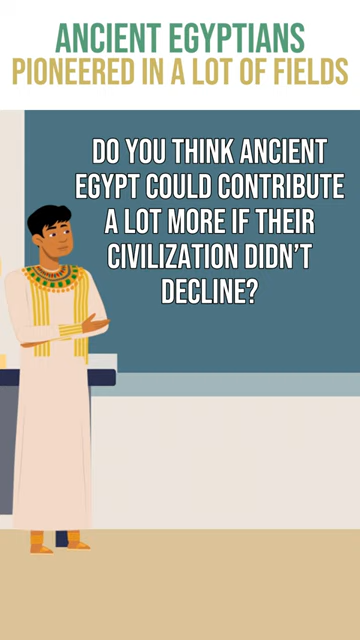 ANCIENT EGYPTIANS
PIONEERED IN A LOT OF FIELDS
DO YOU THINK ANCIENT
EGYPT COULD CONTRIBUTE
A LOT MORE IF THEIR
CIVILIZATION DIDN'T
DECLINE?